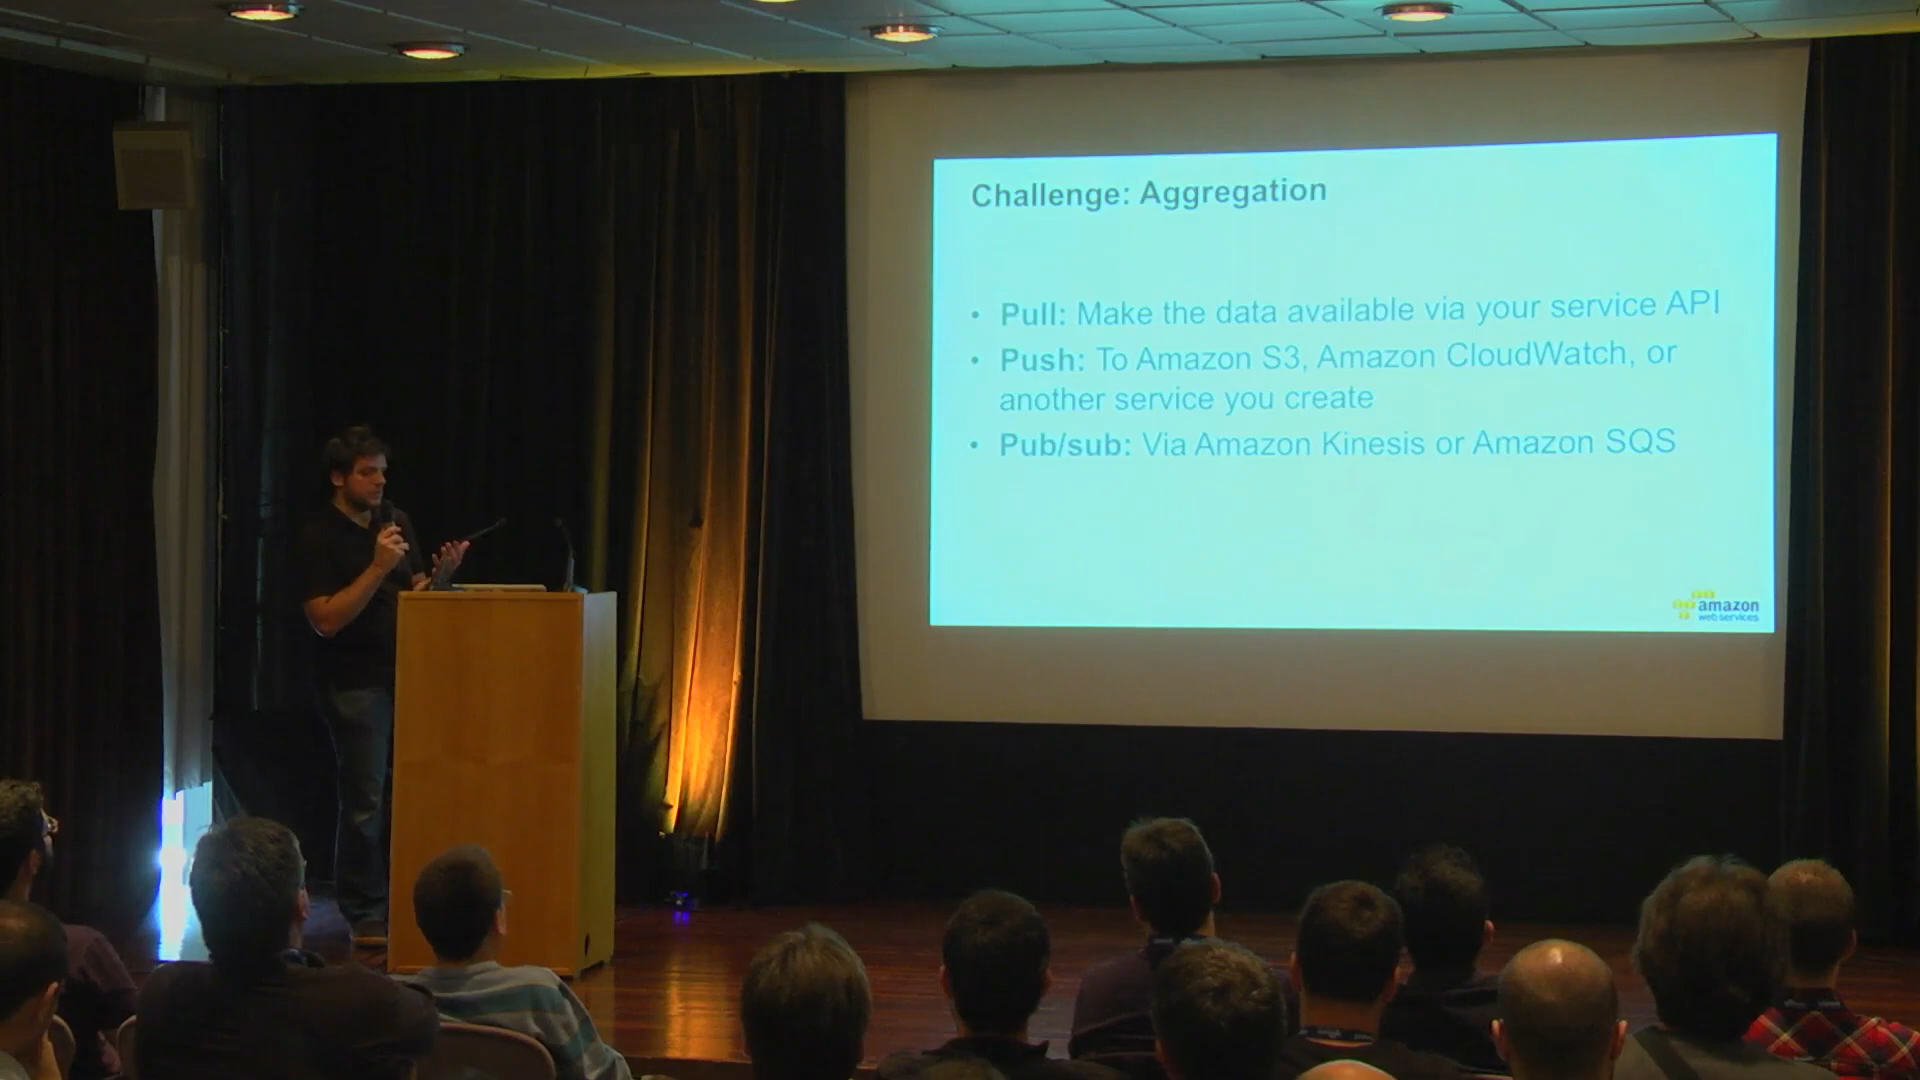 Challenge: Aggregation
• Pull: Make the data available via your service API
• Push: To Amazon S3, Amazon CloudWatch, or
another service you create
• Pub/sub: Via Amazon Kinesis or Amazon SQS
amazon
web services